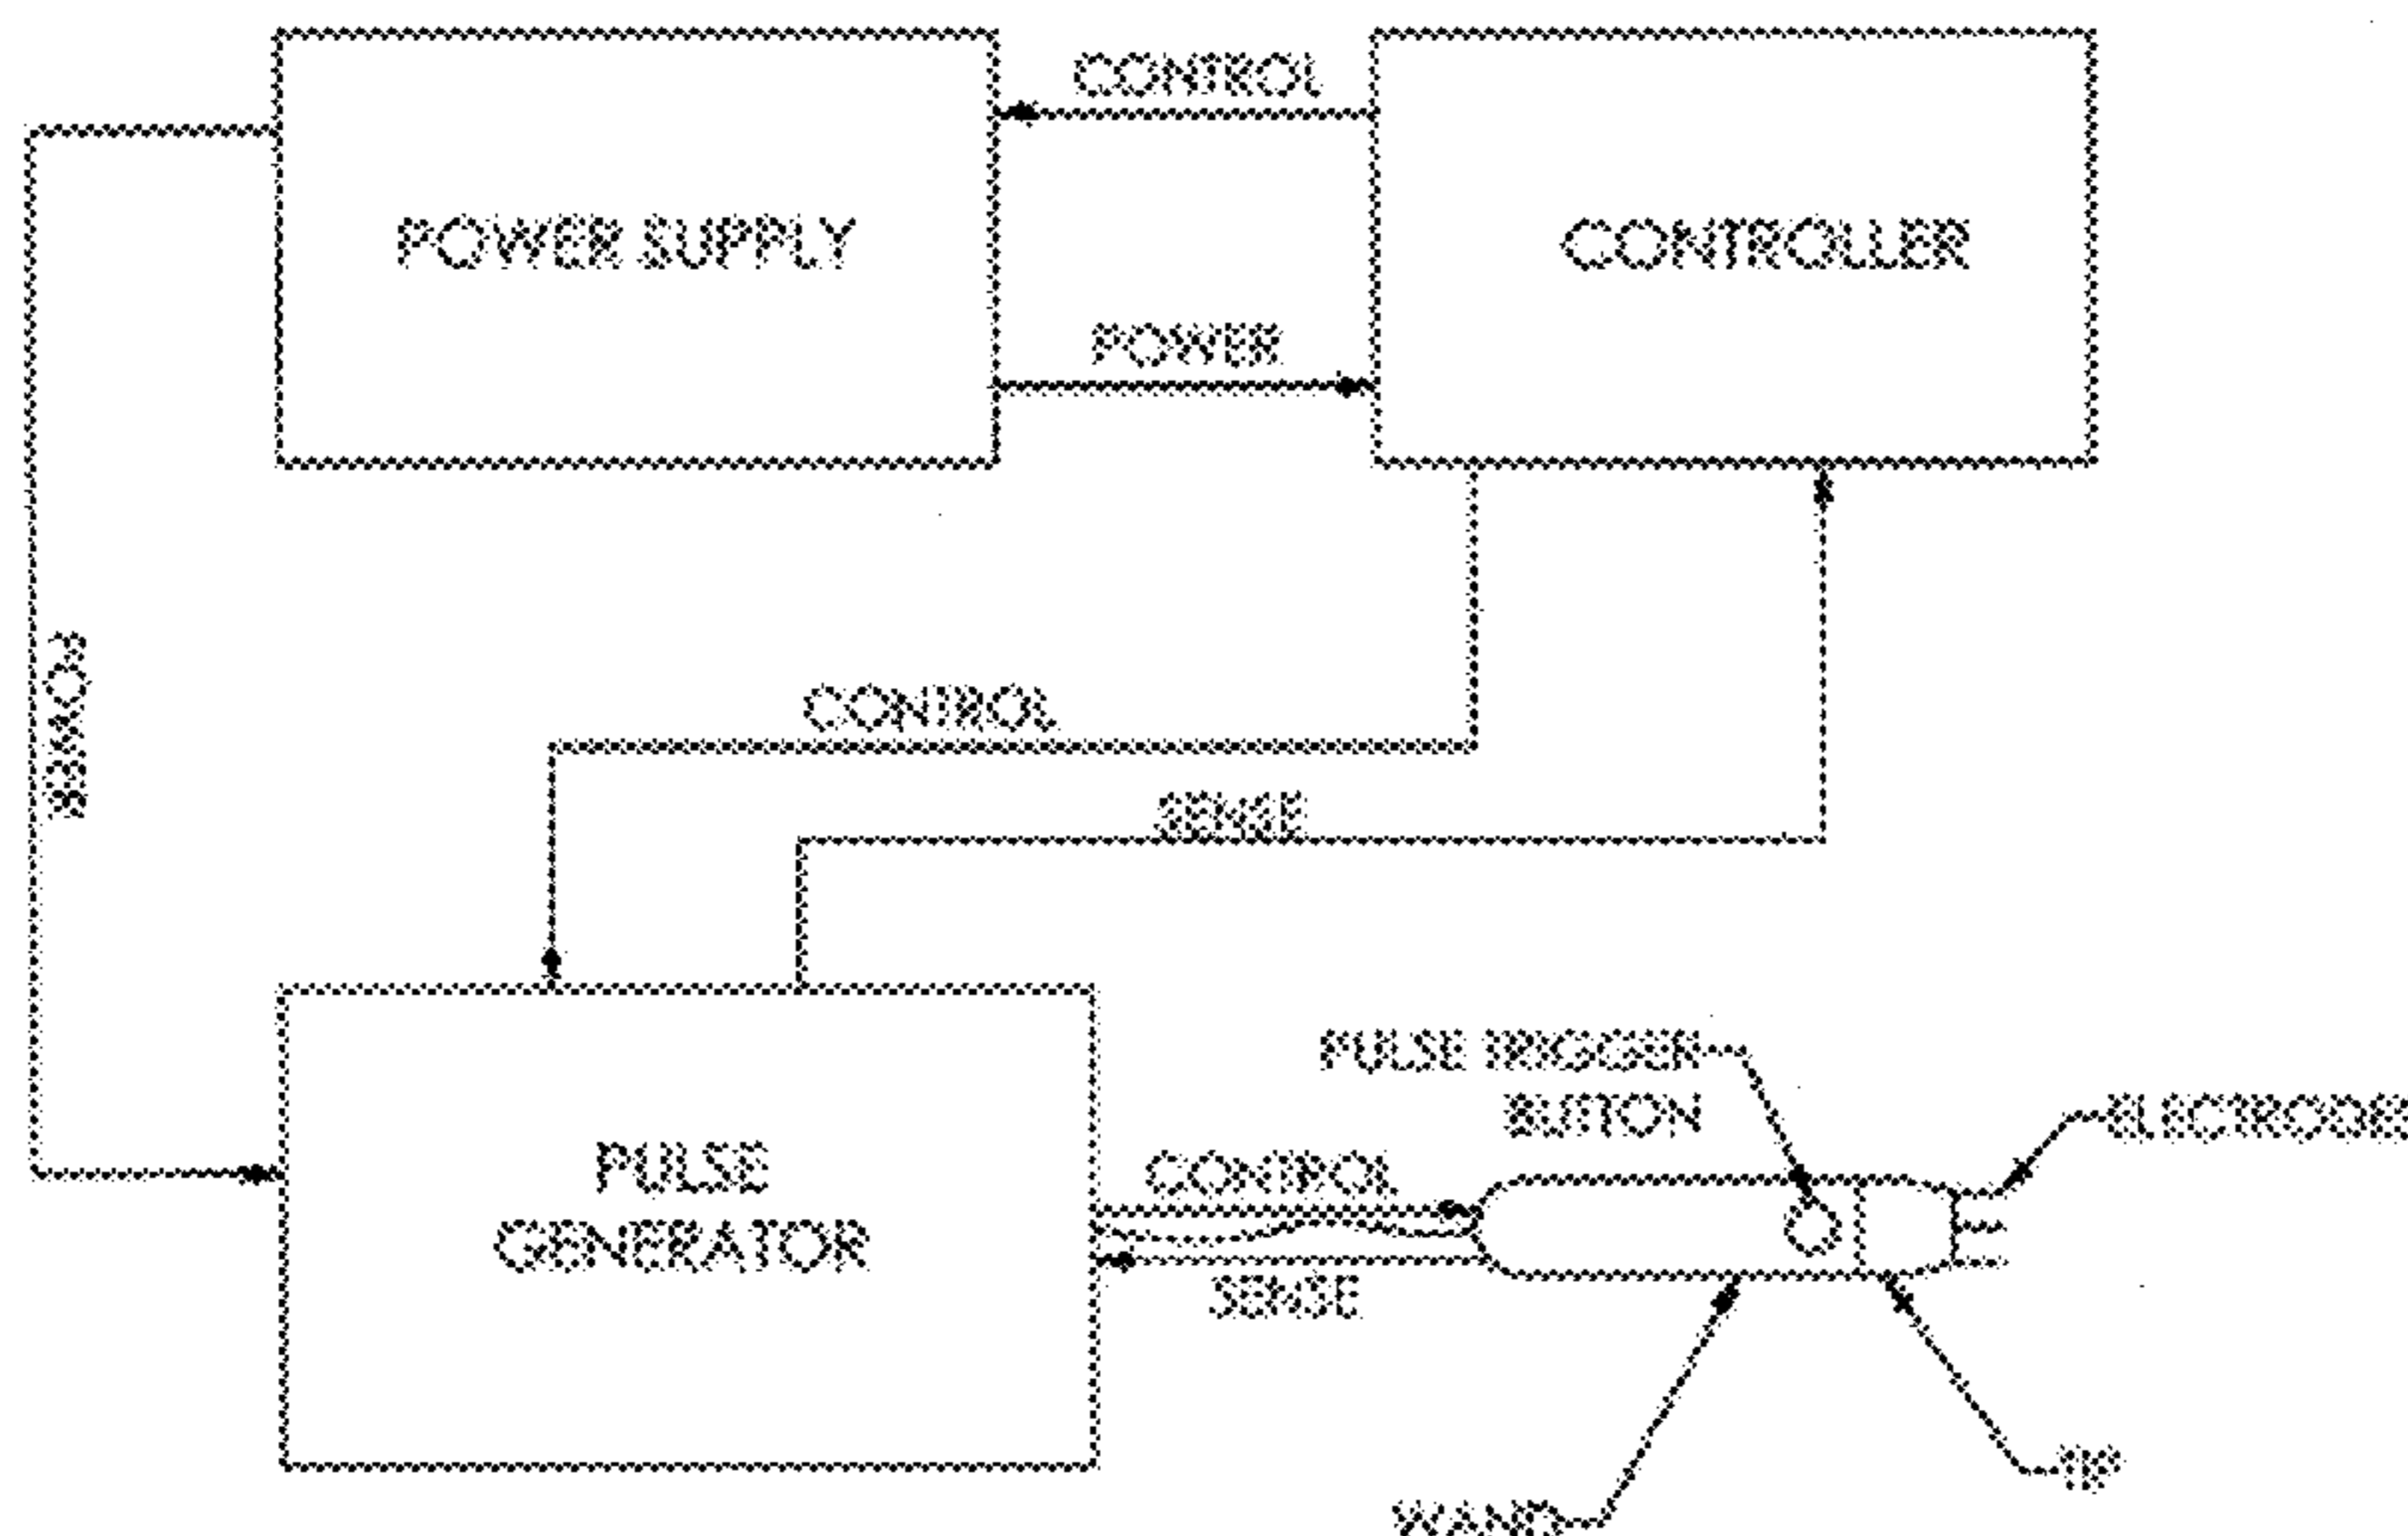 CONTROL
POWER SUPPLY
CONTROLLER
POWER
POWER
CONTROL
SENSE
PULSE TRIGGER
BUTTON
ELECTRODES
PULSE
GENERATOR
CONTROL
SENSE
TIP
WAND